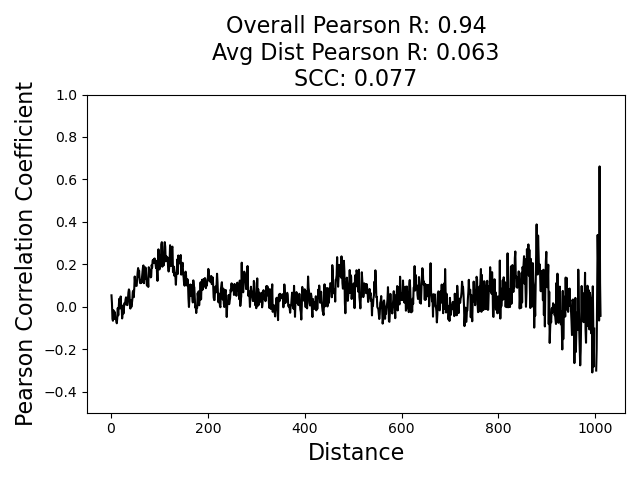 Overall Pearson R: 0.94
Avg Dist Pearson R: 0.063
SCC: 0.077
Pearson Correlation Coefficient
1.0
0.8
0.6
0.4
0.2
0.0
−0.2
−0.4
0 200 400 600 800 1000
Distance